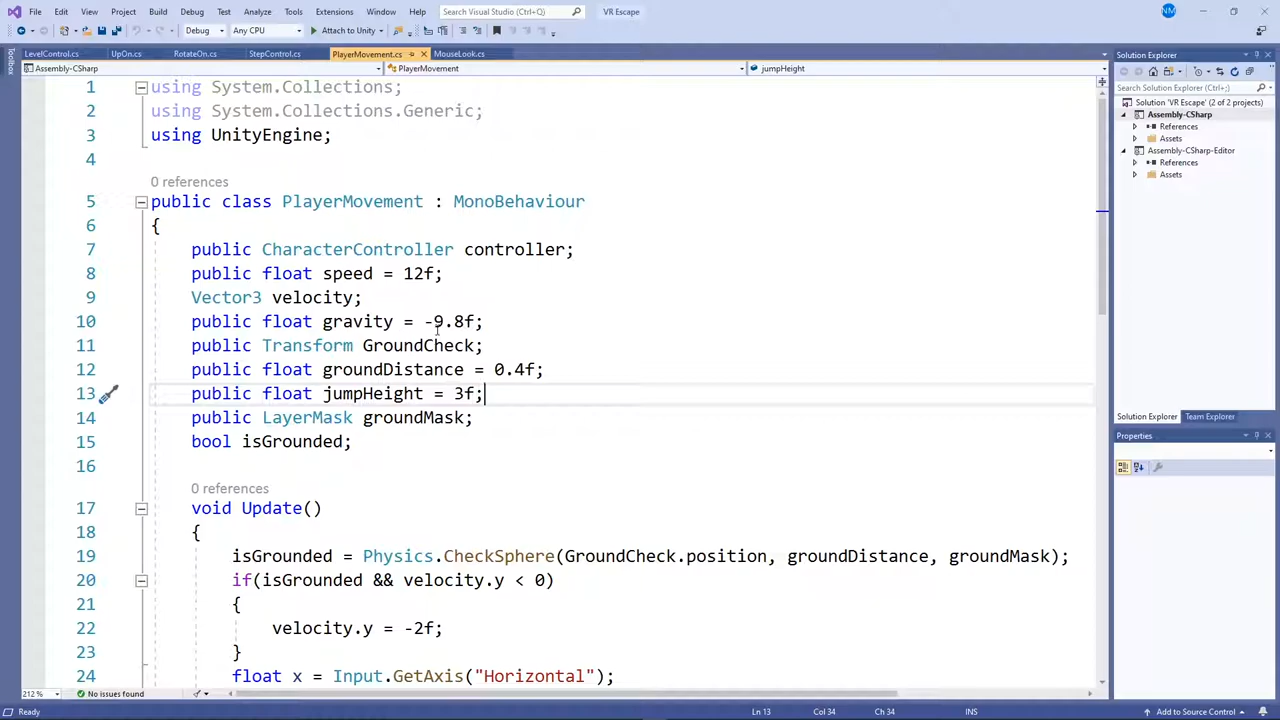 File Edit View Git Project Build Debug Test Analyze Tools Extensions Window Help Search Visual Studio (Ctrl+Q) VR Escape NM
Debug Any CPU Attach to Unity
LevelControl.cs UpOn.cs RotateOn.cs StepControl.cs PlayerMovement.cs MouseLook.cs
Assembly-CSharp PlayerMovement jumpHeight
Toolbox
1 using System.Collections;
2 using System.Collections.Generic;
3 using UnityEngine;
4
0 references
5 public class PlayerMovement : MonoBehaviour
6 {
7 public CharacterController controller;
8 public float speed = 12f;
9 Vector3 velocity;
10 public float gravity = -9.8f;
11 public Transform GroundCheck;
12 public float groundDistance = 0.4f;
13 public float jumpHeight = 3f;
14 public LayerMask groundMask;
15 bool isGrounded;
16
0 references
17 void Update()
18 {
19 isGrounded = Physics.CheckSphere(GroundCheck.position, groundDistance, groundMask);
20 if(isGrounded && velocity.y < 0)
21 {
22 velocity.y = -2f;
23 }
24 float x = Input.GetAxis("Horizontal");
212 % No issues found
Ready Ln 13 Col 34 Ch 34 INS Add to Source Control
Solution Explorer
Search Solution Explorer (Ctrl+;)
Solution 'VR Escape' (2 of 2 projects)
Assembly-CSharp
References
Assets
Assembly-CSharp-Editor
References
Assets
Solution Explorer Team Explorer
Properties